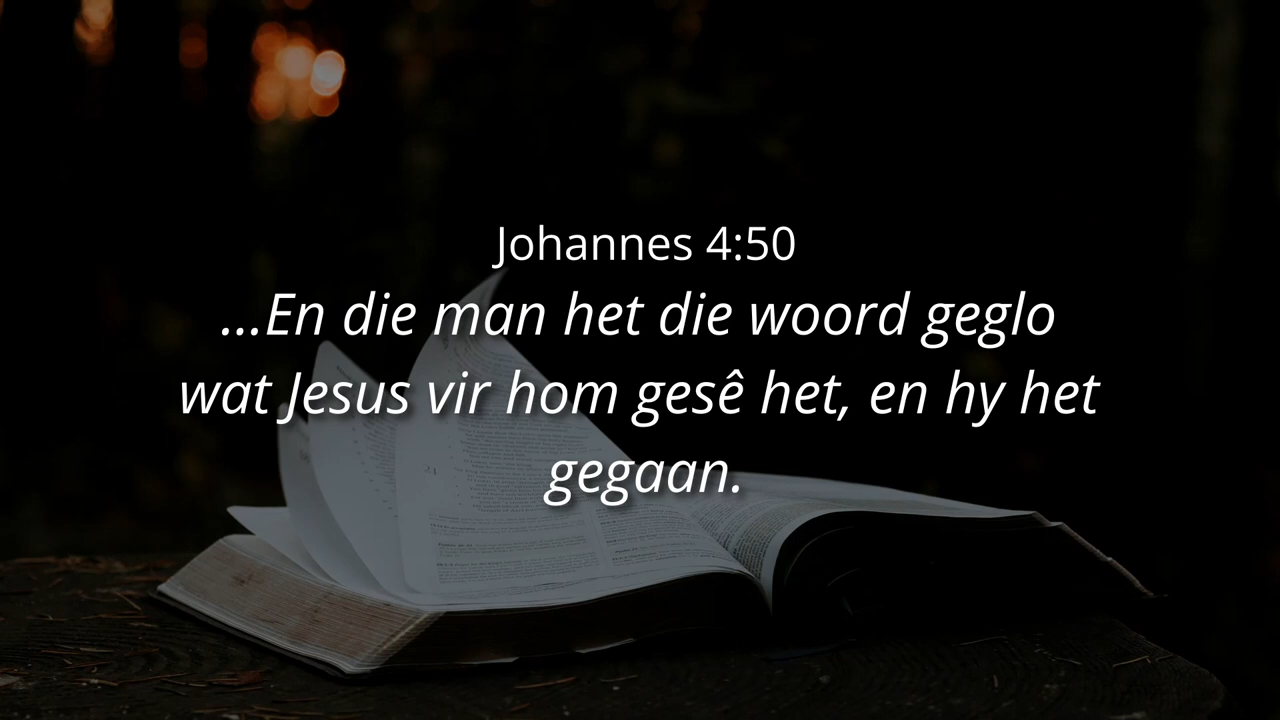 Johannes 4:50
...En die man het die woord geglo
wat Jesus vir hom gesê het, en hy het
gegaan.